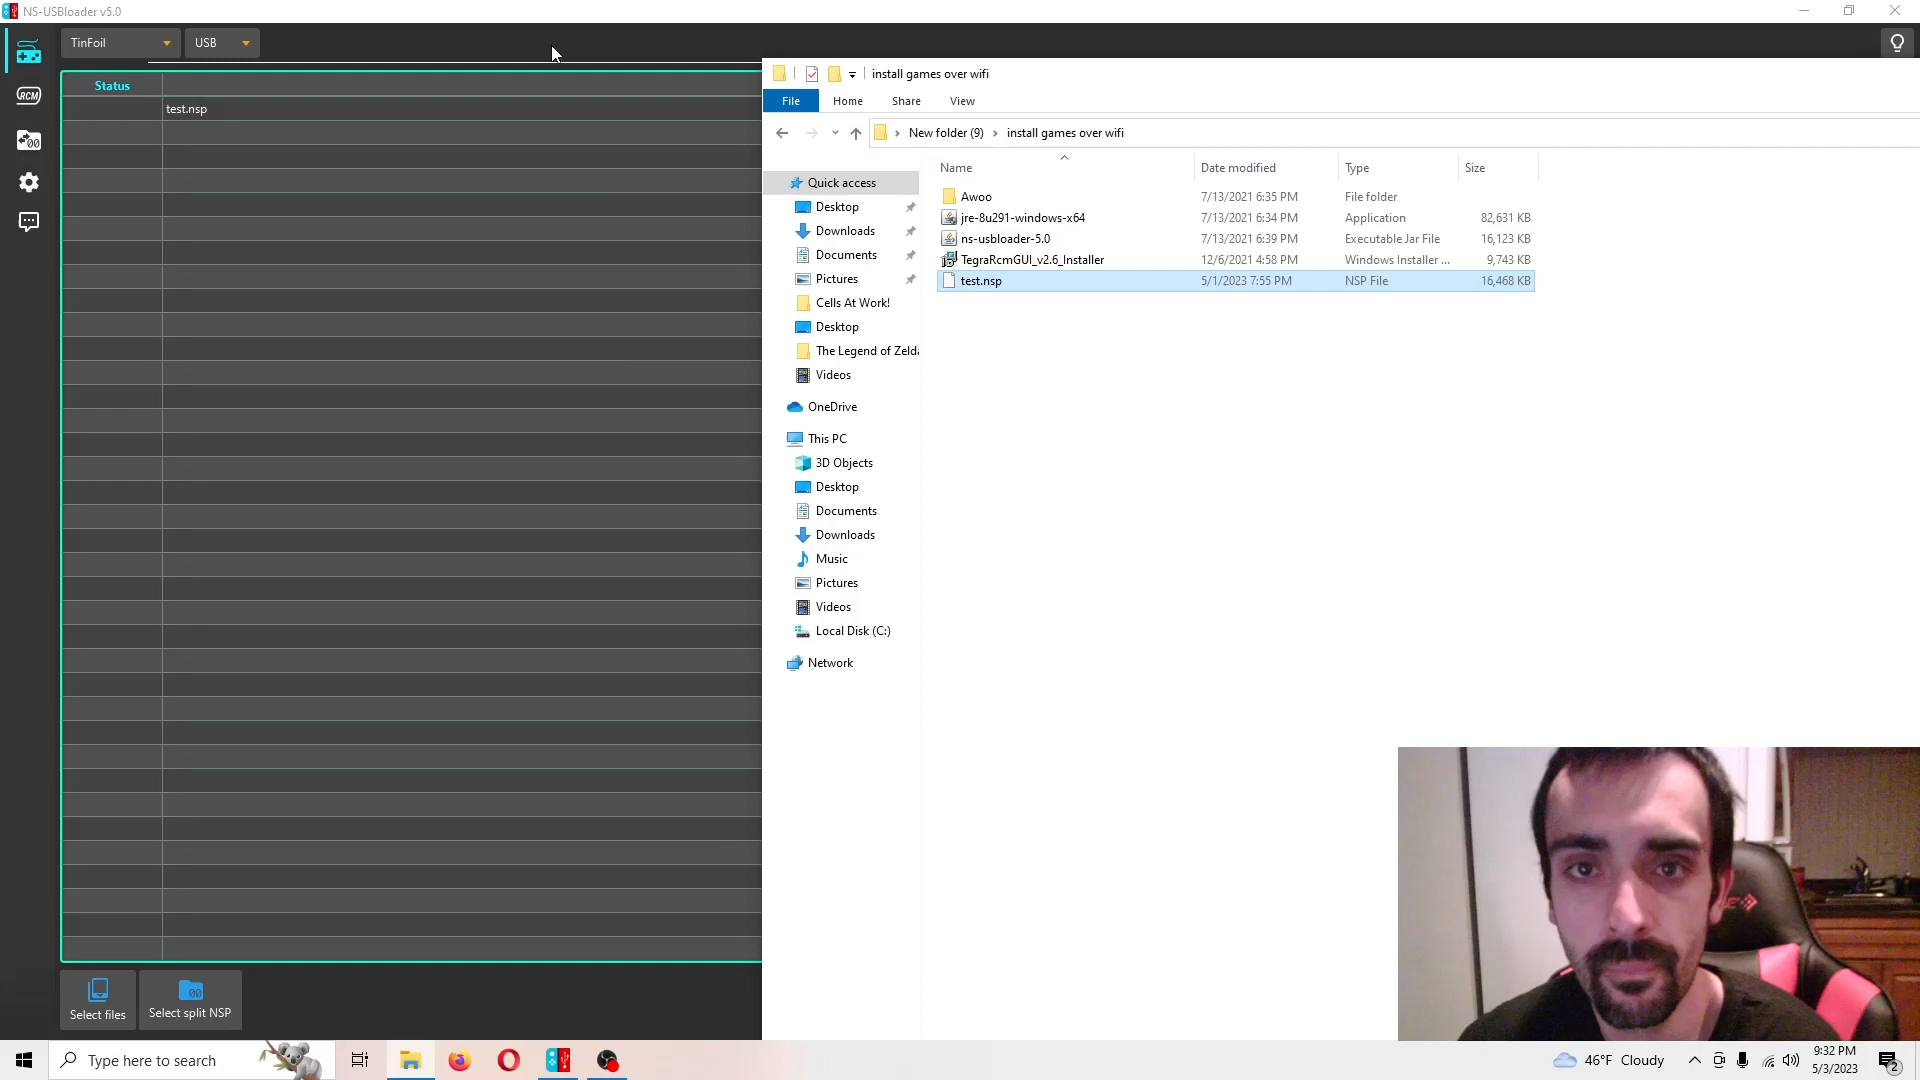 NS-USBloader v5.0
TinFoil
USB
Status
test.nsp
RCM
00
Select files
00
Select split NSP
install games over wifi
File
Home
Share
View
New folder (9) › install games over wifi
Name
Date modified
Type
Size
Awoo
7/13/2021 6:35 PM
File folder
jre-8u291-windows-x64
7/13/2021 6:34 PM
Application
82,631 KB
ns-usbloader-5.0
7/13/2021 6:39 PM
Executable Jar File
16,123 KB
TegraRcmGUI_v2.6_Installer
12/6/2021 4:58 PM
Windows Installer ...
9,743 KB
test.nsp
5/1/2023 7:55 PM
NSP File
16,468 KB
Quick access
Desktop
Downloads
Documents
Pictures
Cells At Work!
Desktop
The Legend of Zelda
Videos
OneDrive
This PC
3D Objects
Desktop
Documents
Downloads
Music
Pictures
Videos
Local Disk (C:)
Network
Type here to search
46°F Cloudy
9:32 PM
5/3/2023
2